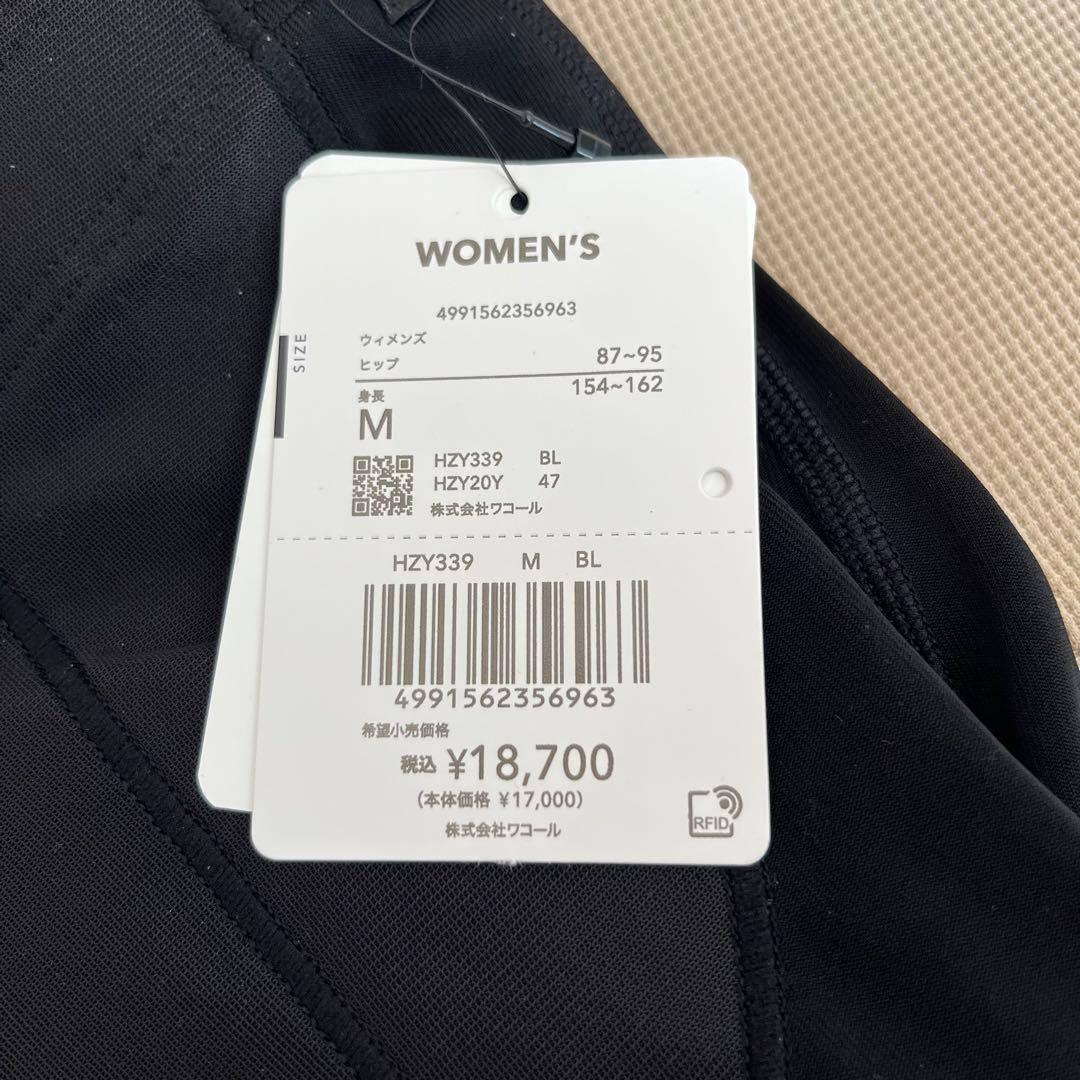 WOMEN'S
4991562356963
SIZE
ウィメンズ
ヒップ 87~95
身長 154~162
M
HZY339 BL
HZY20Y 47
株式会社ワコール
HZY339 M BL
4991562356963
希望小売価格
税込 ¥18,700
(本体価格 ¥17,000)
株式会社ワコール
RFID